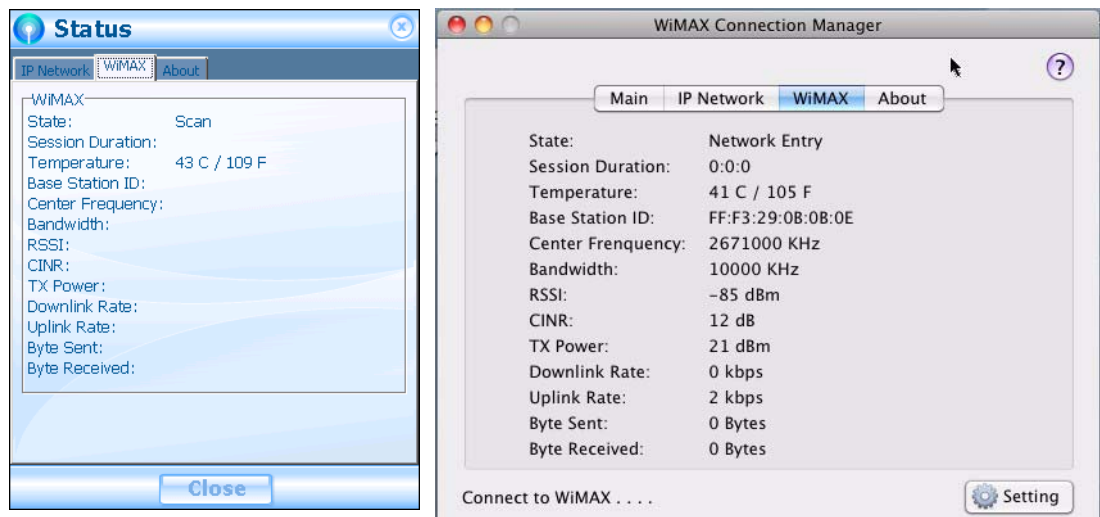 Status
IP Network WiMAX About
WiMAX
State: Scan
Session Duration:
Temperature: 43 C / 109 F
Base Station ID:
Center Frequency:
Bandwidth:
RSSI:
CINR:
TX Power:
Downlink Rate:
Uplink Rate:
Byte Sent:
Byte Received:
Close
WiMAX Connection Manager
?
Main IP Network WiMAX About
State: Network Entry
Session Duration: 0:0:0
Temperature: 41 C / 105 F
Base Station ID: FF:F3:29:0B:0B:0E
Center Frenquency: 2671000 KHz
Bandwidth: 10000 KHz
RSSI: -85 dBm
CINR: 12 dB
TX Power: 21 dBm
Downlink Rate: 0 kbps
Uplink Rate: 2 kbps
Byte Sent: 0 Bytes
Byte Received: 0 Bytes
Connect to WiMAX . . . .
Setting